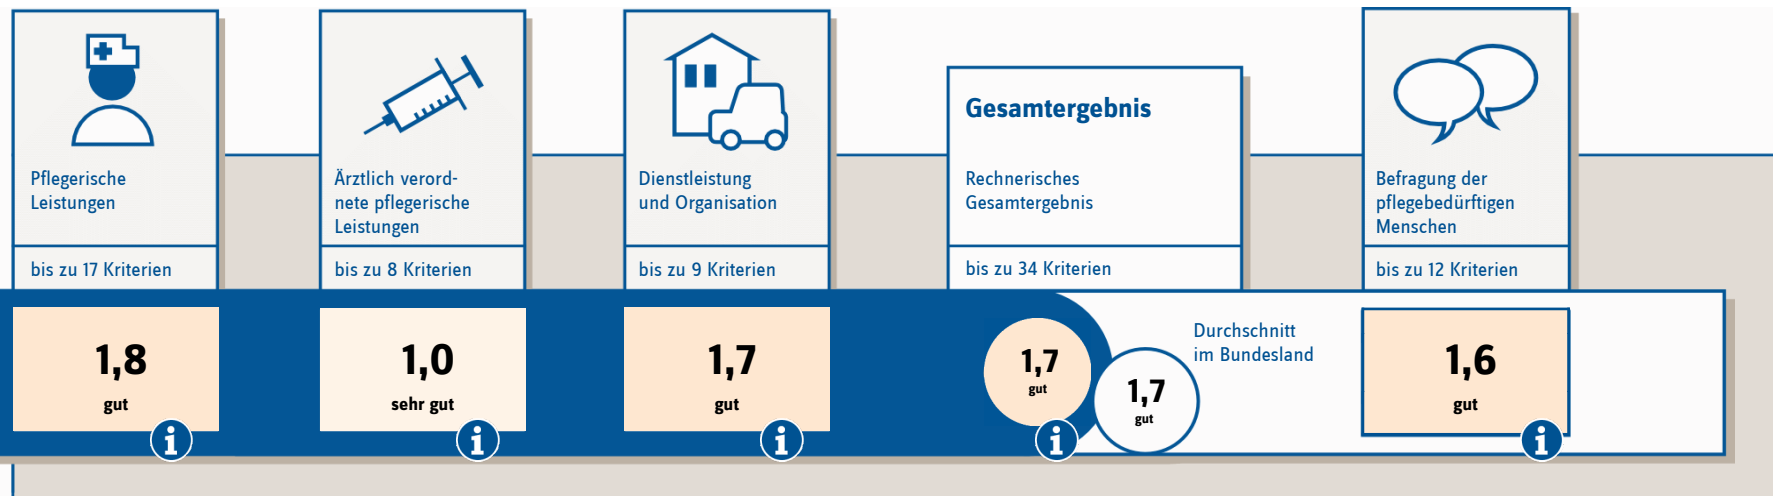 Pflegerische
Leistungen
bis zu 17 Kriterien
1,8
gut
Ärztlich verord-
nete pflegerische
Leistungen
bis zu 8 Kriterien
1,0
sehr gut
Dienstleistung
und Organisation
bis zu 9 Kriterien
1,7
gut
Gesamtergebnis
Rechnerisches
Gesamtergebnis
bis zu 34 Kriterien
1,7
gut
Durchschnitt
im Bundesland
1,7
gut
Befragung der
pflegebedürftigen
Menschen
bis zu 12 Kriterien
1,6
gut